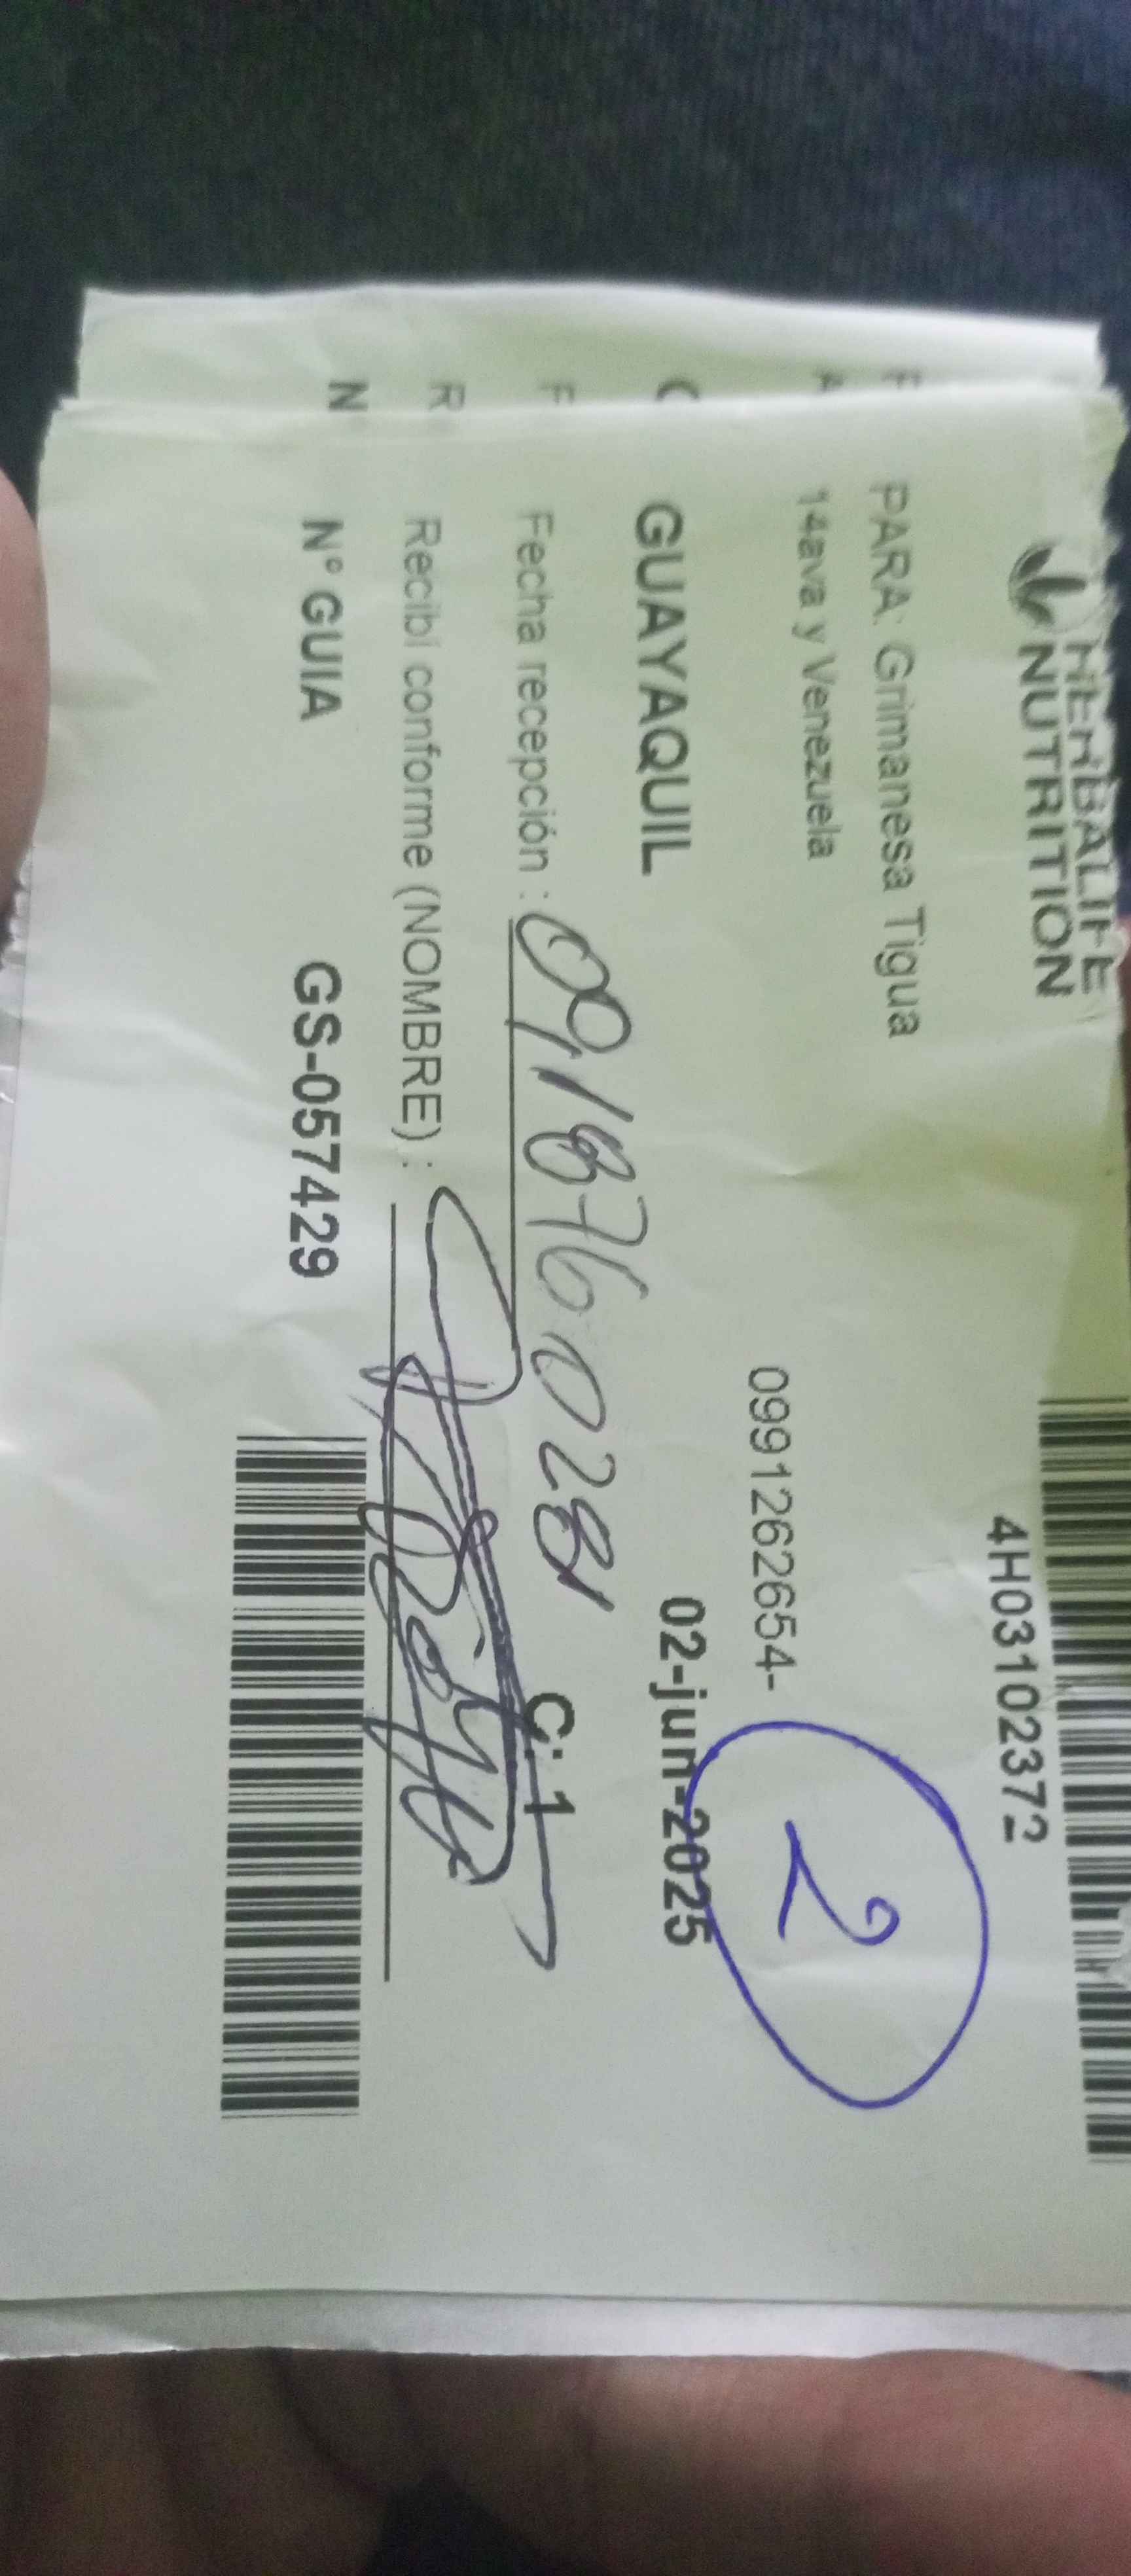 HERBALIFE
NUTRITION
4H03102372
PARA: Grimanesa Tigua
14ava y Venezuela
0991262654-
2
GUAYAQUIL
02-jun-2025
Fecha recepción : 0918760281
C: 1
Recibí conforme (NOMBRE) :
N° GUIA GS-057429
F
A
C
F
R
N